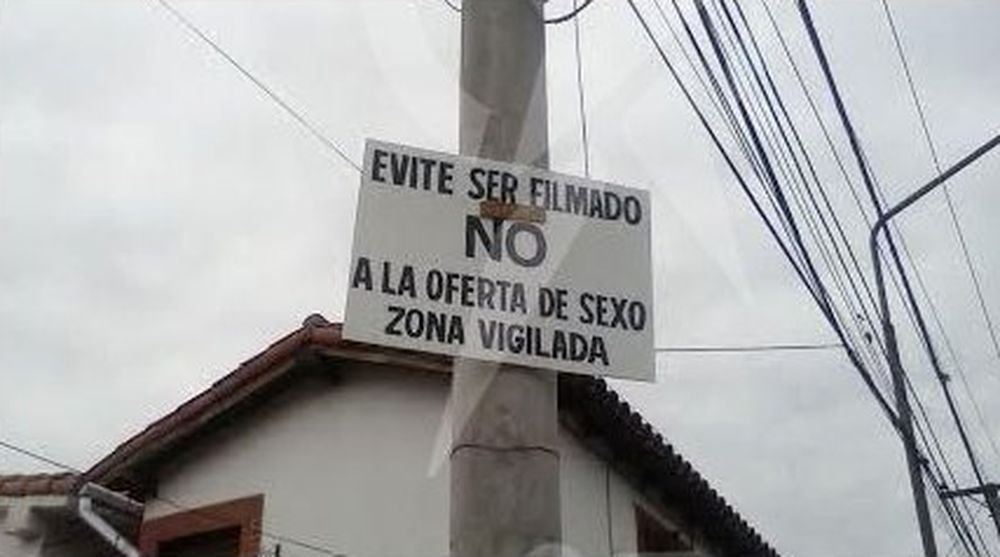 EVITE SER FILMADO
NO
A LA OFERTA DE SEXO
ZONA VIGILADA